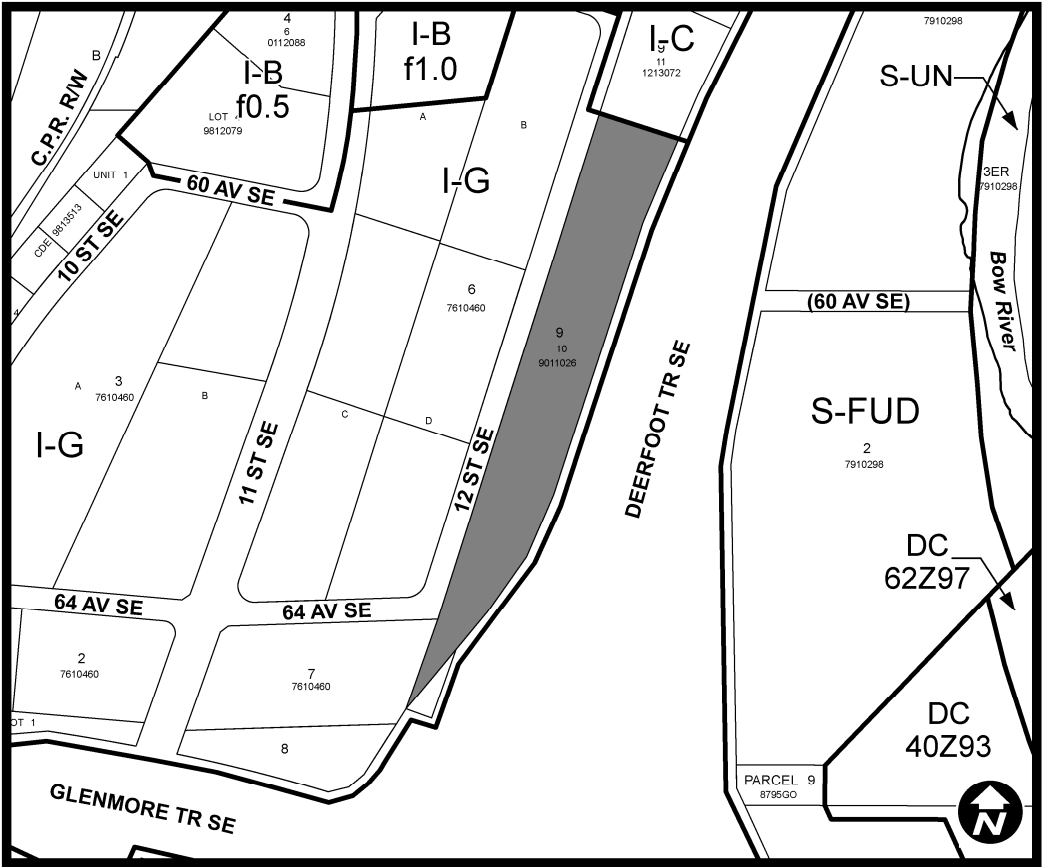 4
6
0112088
I-B
f0.5
LOT
9812079
I-B
f1.0
I-C
9
11
1213072
7910298
S-UN
B
C.P.R. R/W
A
B
I-G
3ER
7910298
UNIT 1
60 AV SE
CDE 9813513
10 ST SE
4
Bow River
6
7610460
(60 AV SE)
9
10
9011026
DEERFOOT TR SE
A
3
7610460
B
C
D
S-FUD
2
7910298
I-G
11 ST SE
12 ST SE
DC
62Z97
64 AV SE
64 AV SE
2
7610460
7
7610460
OT 1
8
DC
40Z93
PARCEL 9
8795GO
GLENMORE TR SE
N